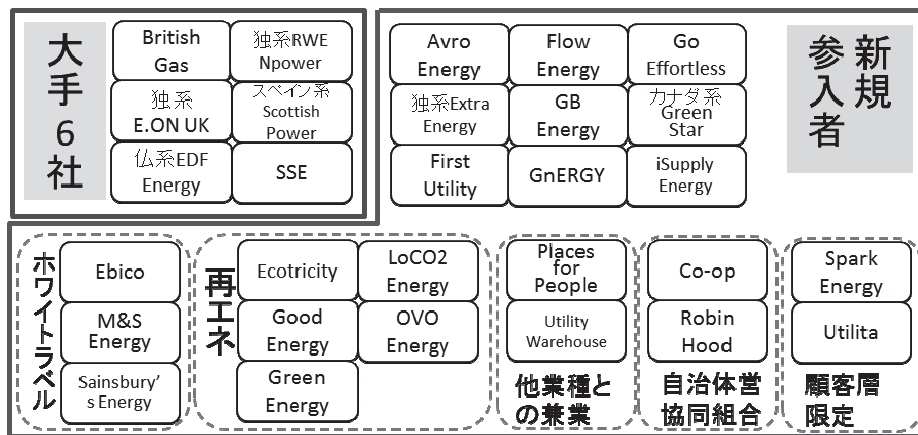 大手6社
British
Gas
独系RWE
Npower
独系
E.ON UK
スペイン系
Scottish
Power
仏系EDF
Energy
SSE
Avro
Energy
Flow
Energy
Go
Effortless
独系Extra
Energy
GB
Energy
カナダ系
Green
Star
First
Utility
GnERGY
iSupply
Energy
新規
参入者
ホワイトラベル
Ebico
M&S
Energy
Sainsbury'
s Energy
再エネ
Ecotricity
LoCO2
Energy
Good
Energy
OVO
Energy
Green
Energy
Places
for
People
Utility
Warehouse
他業種と
の兼業
Co-op
Robin
Hood
自治体営
協同組合
Spark
Energy
Utilita
顧客層
限定